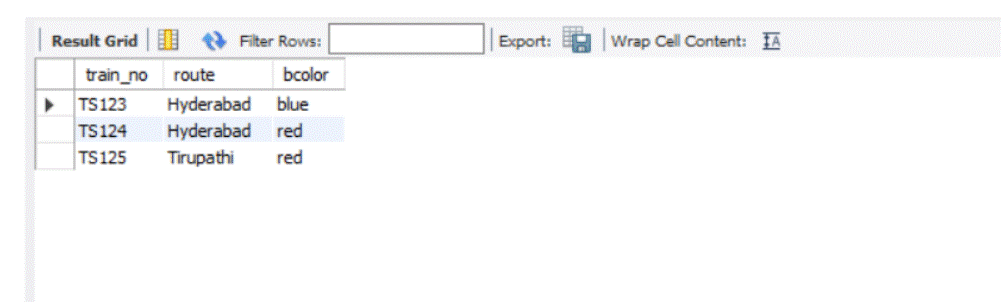 Result Grid Filter Rows: Export: Wrap Cell Content: IA
train_no route bcolor
TS123 Hyderabad blue
TS124 Hyderabad red
TS125 Tirupathi red